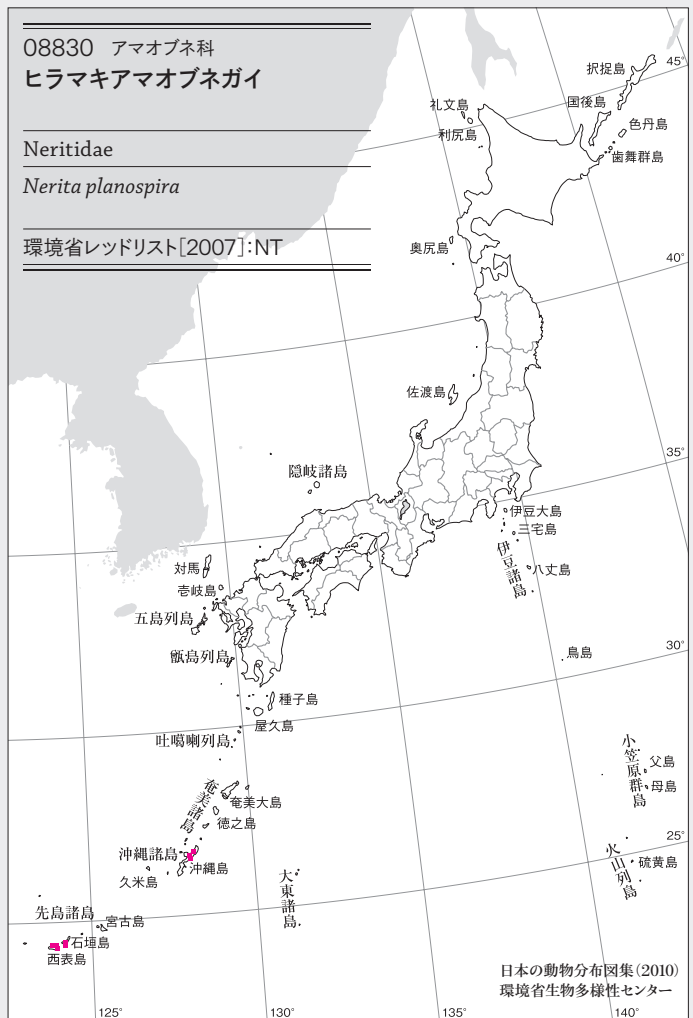 08830 アマオブネ科
ヒラマキアマオブネガイ
Neritidae
Nerita planospira
環境省レッドリスト[2007]:NT
択捉島
45°
礼文島
国後島
色丹島
利尻島
歯舞群島
奥尻島
40°
佐渡島
35°
隠岐諸島
伊豆大島
三宅島
伊豆諸島
八丈島
対馬
壱岐島
五島列島
甑島列島
鳥島
30°
種子島
屋久島
吐噶喇列島
小笠原群島
父島
母島
奄美諸島
奄美大島
徳之島
25°
沖縄諸島
沖縄島
久米島
大東諸島
火山列島
硫黄島
先島諸島
宮古島
石垣島
西表島
日本の動物分布図集(2010)
環境省生物多様性センター
125°
130°
135°
140°